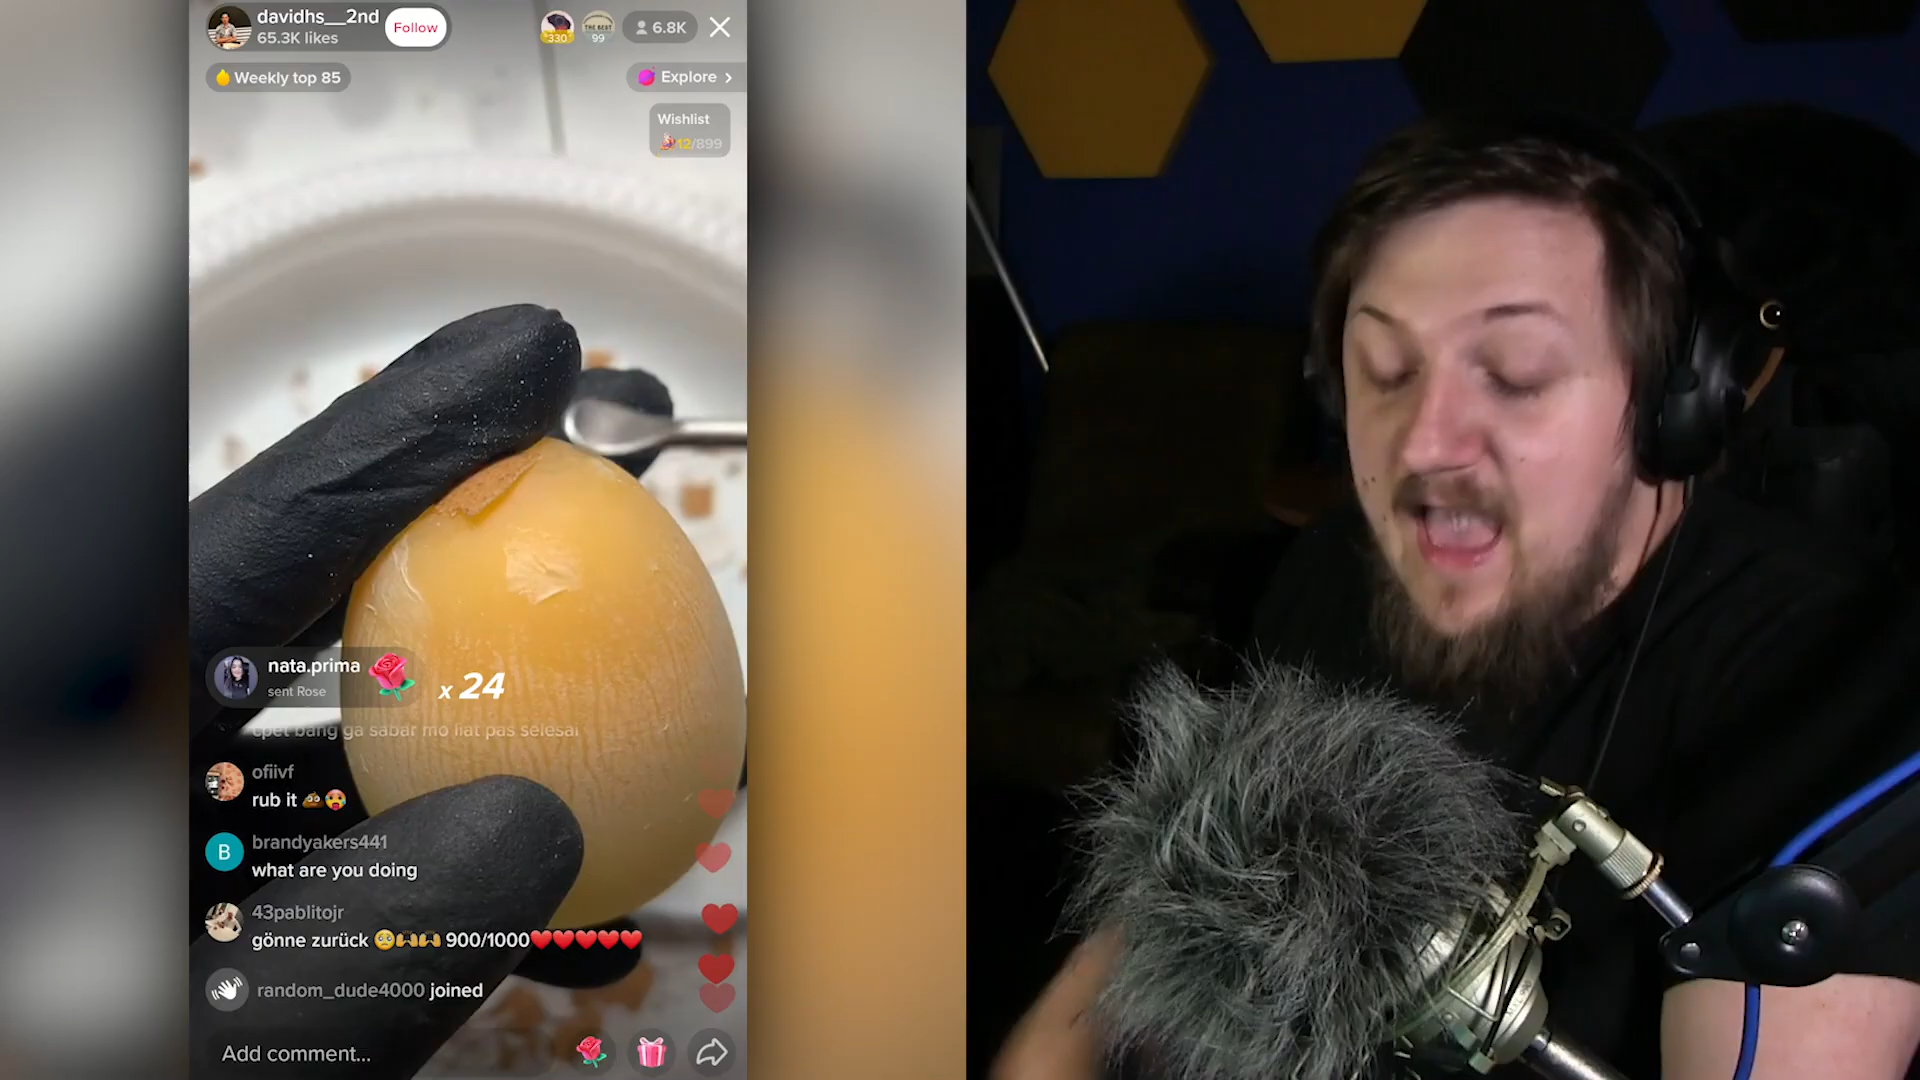 davidhs__2nd
65.3K likes
Follow
330
THE BEST
99
6.8K
Weekly top 85
Explore >
Wishlist
12/899
nata.prima
sent Rose
x 24
cpet bang ga sabar mo liat pas selesai
ofiivf
rub it 💩🥵
B
brandyakers441
what are you doing
43pablitojr
gönne zurück 🥺🙌🙌 900/1000❤️❤️❤️❤️❤️
random_dude4000 joined
Add comment...